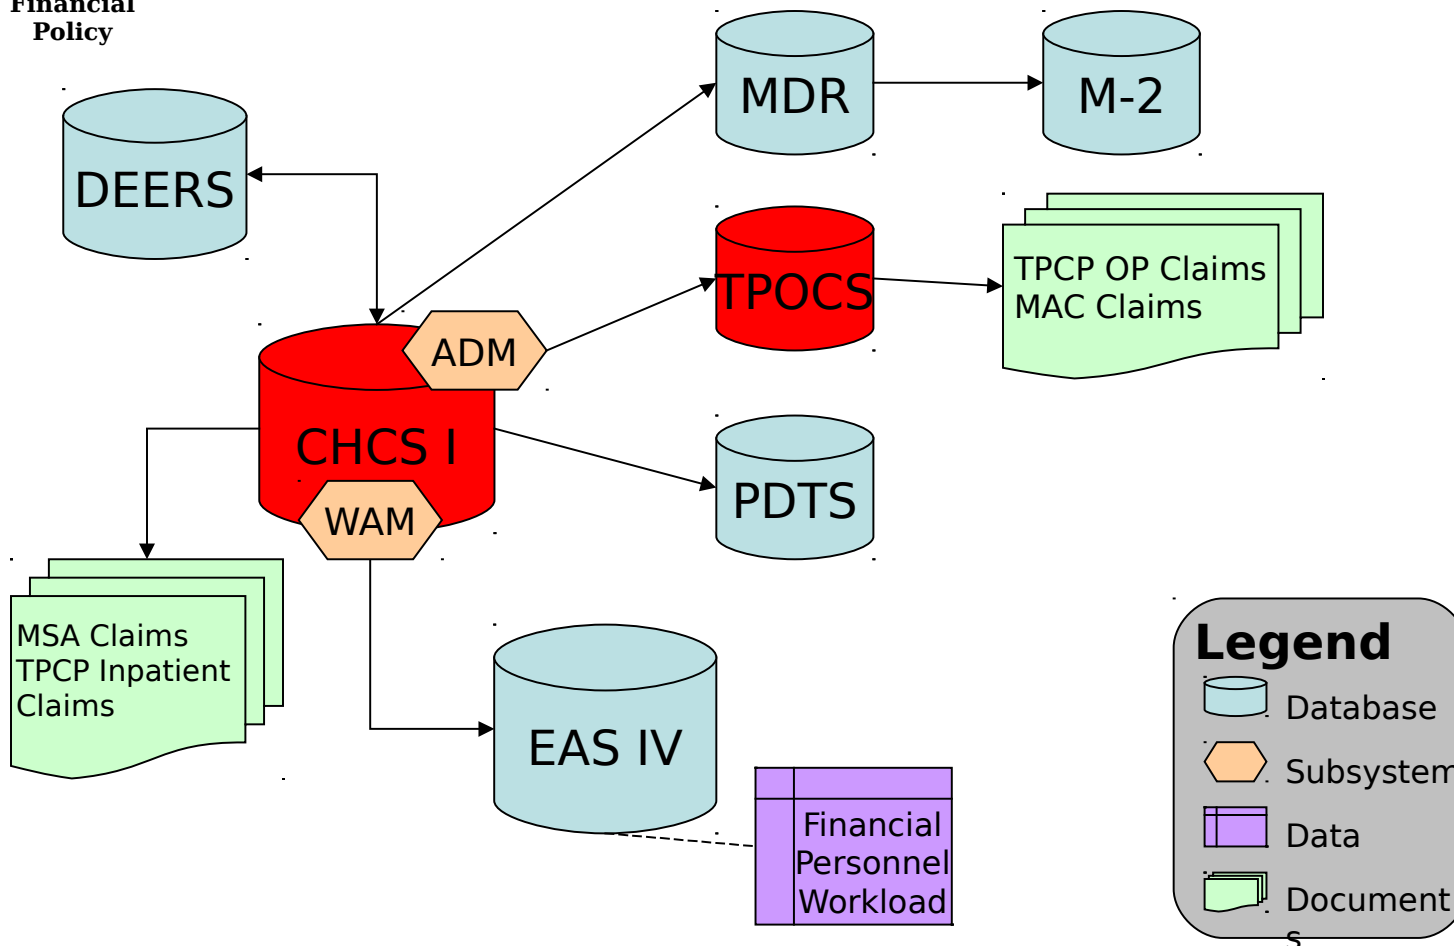 Financial
Policy
MDR
M-2
DEERS
TPOCS
TPCP OP Claims
MAC Claims
ADM
CHCS I
WAM
PDTS
MSA Claims
TPCP Inpatient
Claims
EAS IV
Financial
Personnel
Workload
Legend
Database
Subsystem
Data
Document
s